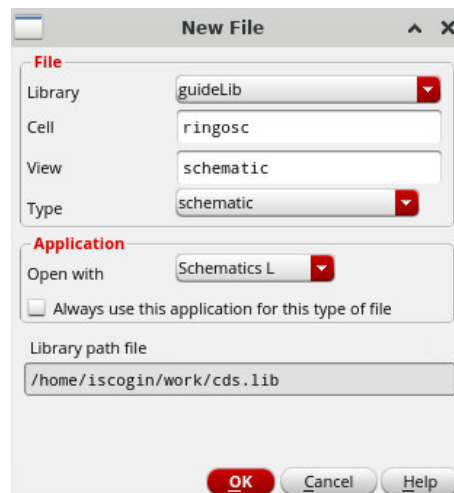 New File
File
Library guideLib
Cell ringosc
View schematic
Type schematic
Application
Open with Schematics L
Always use this application for this type of file
Library path file
/home/iscogin/work/cds.lib
OK Cancel Help